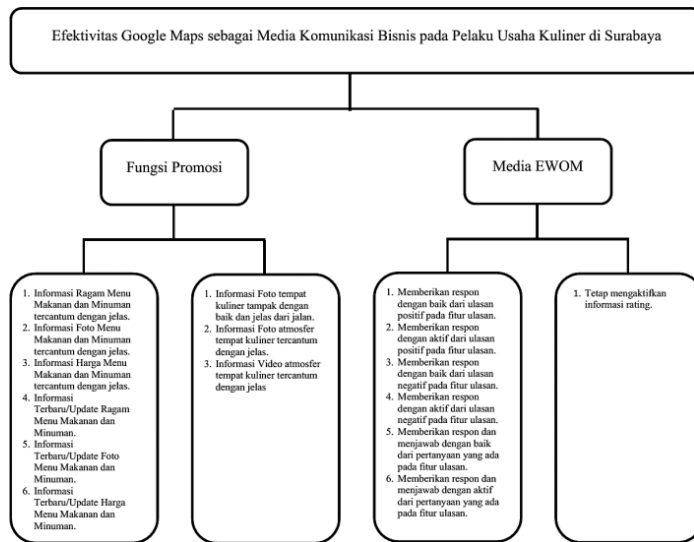 Efektivitas Google Maps sebagai Media Komunikasi Bisnis pada Pelaku Usaha Kuliner di Surabaya
Fungsi Promosi
Media EWOM
1. Informasi Ragam Menu
Makanan dan Minuman
tercantum dengan jelas.
2. Informasi Foto Menu
Makanan dan Minuman
tercantum dengan jelas.
3. Informasi Harga Menu
Makanan dan Minuman
tercantum dengan jelas.
4. Informasi
Terbaru/Update Ragam
Menu Makanan dan
Minuman.
5. Informasi
Terbaru/Update Foto
Menu Makanan dan
Minuman.
6. Informasi
Terbaru/Update Harga
Menu Makanan dan
Minuman.
1. Informasi Foto tempat
kuliner tampak dengan
baik dan jelas dari jalan.
2. Informasi Foto atmosfer
tempat kuliner tercantum
dengan jelas.
3. Informasi Video atmosfer
tempat kuliner tercantum
dengan jelas
1. Memberikan respon
dengan baik dari ulasan
positif pada fitur ulasan.
2. Memberikan respon
dengan aktif dari ulasan
positif pada fitur ulasan.
3. Memberikan respon
dengan baik dari ulasan
negatif pada fitur ulasan.
4. Memberikan respon
dengan aktif dari ulasan
negatif pada fitur ulasan.
5. Memberikan respon dan
menjawab dengan baik
dari pertanyaan yang ada
pada fitur ulasan.
6. Memberikan respon dan
menjawab dengan aktif
dari pertanyaan yang ada
pada fitur ulasan.
1. Tetap mengaktifkan
informasi rating.